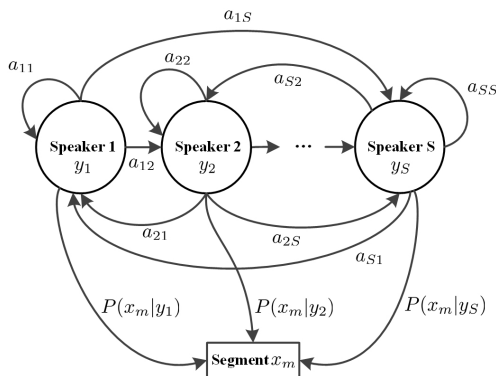 a_{1S}
a_{11}
a_{22}
a_{S2}
a_{SS}
Speaker 1
y_1
a_{12}
Speaker 2
y_2
...
Speaker S
y_S
a_{21}
a_{2S}
a_{S1}
P(x_m|y_1)
P(x_m|y_2)
P(x_m|y_S)
Segment x_m